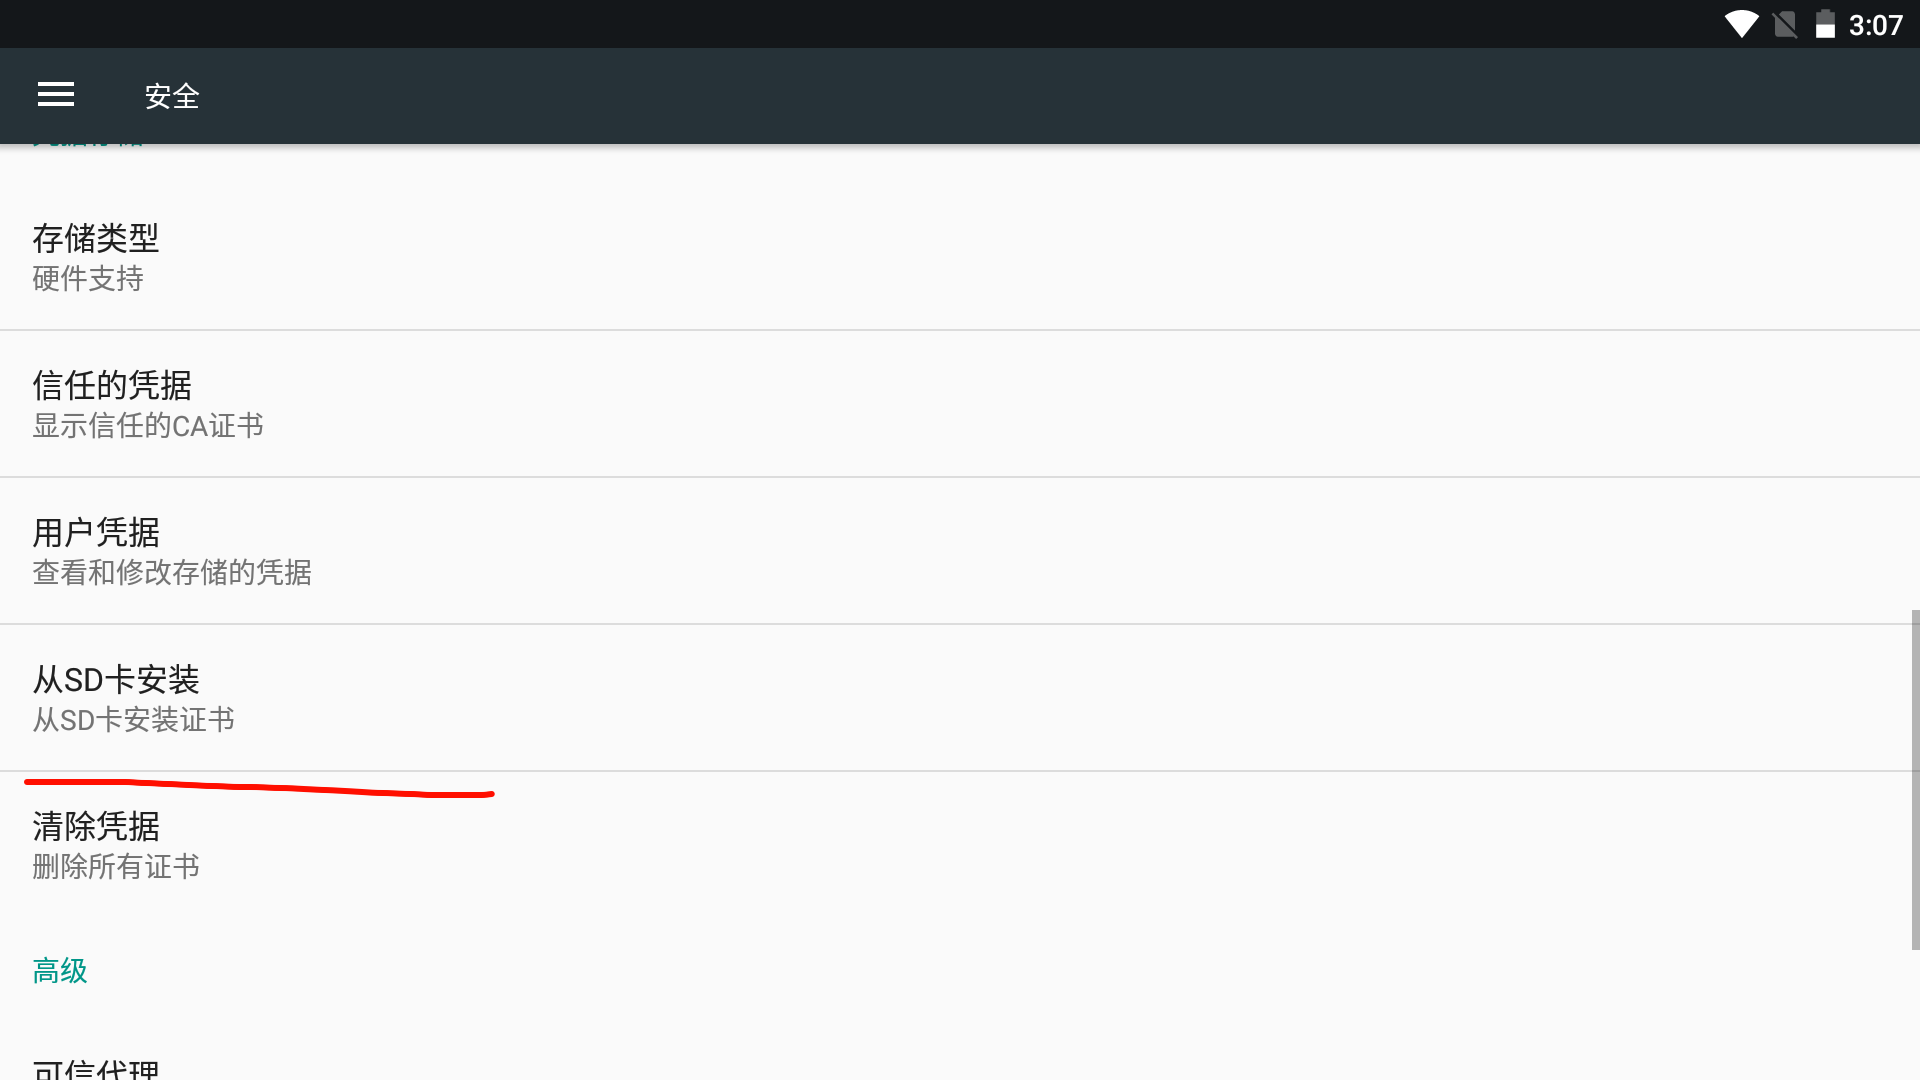 3:07
安全
存储类型
硬件支持
信任的凭据
显示信任的CA证书
用户凭据
查看和修改存储的凭据
从SD卡安装
从SD卡安装证书
清除凭据
删除所有证书
高级
可信代理